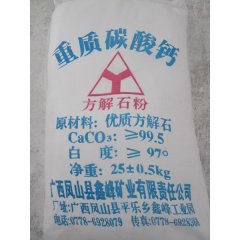 重质碳酸钙
方解石粉
原材料：优质方解石
CaCO₃：≥99.5
白　度：≥97°
净重：25±0.5kg
广西凤山县鑫峰矿业有限责任公司
厂址：广西凤山县平乐乡鑫峰工业园
电话：0778-6928079 传真：0778-